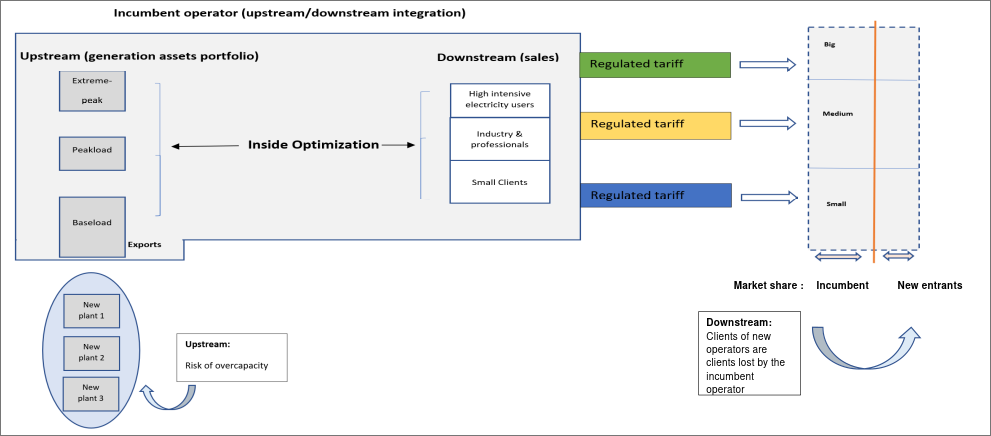 Incumbent operator (upstream/downstream integration)
Upstream (generation assets portfolio)
Downstream (sales)
Extreme-
peak
Peakload
Baseload
Exports
Inside Optimization
High intensive
electricity users
Industry &
professionals
Small Clients
Regulated tariff
Regulated tariff
Regulated tariff
Big
Medium
Small
Market share :
Incumbent
New entrants
New
plant 1
New
plant 2
New
plant 3
Upstream:
Risk of overcapacity
Downstream:
Clients of new
operators are
clients lost by the
incumbent
operator